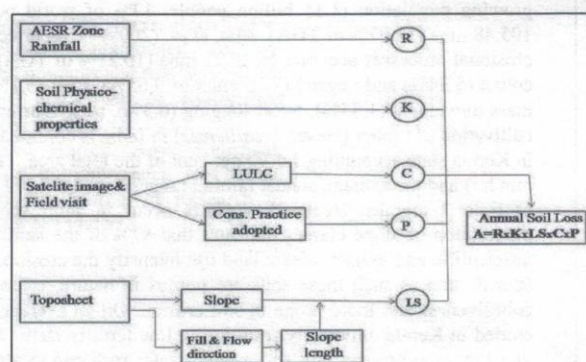 AESR Zone
Rainfall
R
Soil Physico-
chemical
properties
K
Satelite image&
Field visit
LULC
C
Cons. Practice
adopted
P
Annual Soil Loss
A=RxKxLSxCxP
Toposheet
Slope
LS
Fill & Flow
direction
Slope
length